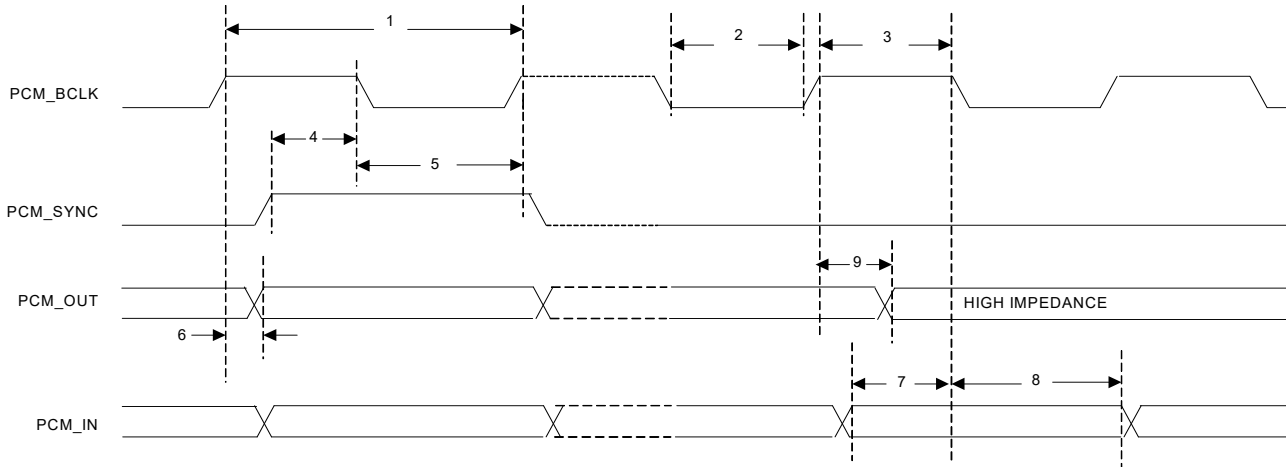 1
2
3
PCM_BCLK
4
5
PCM_SYNC
9
PCM_OUT
HIGH IMPEDANCE
6
7
8
PCM_IN